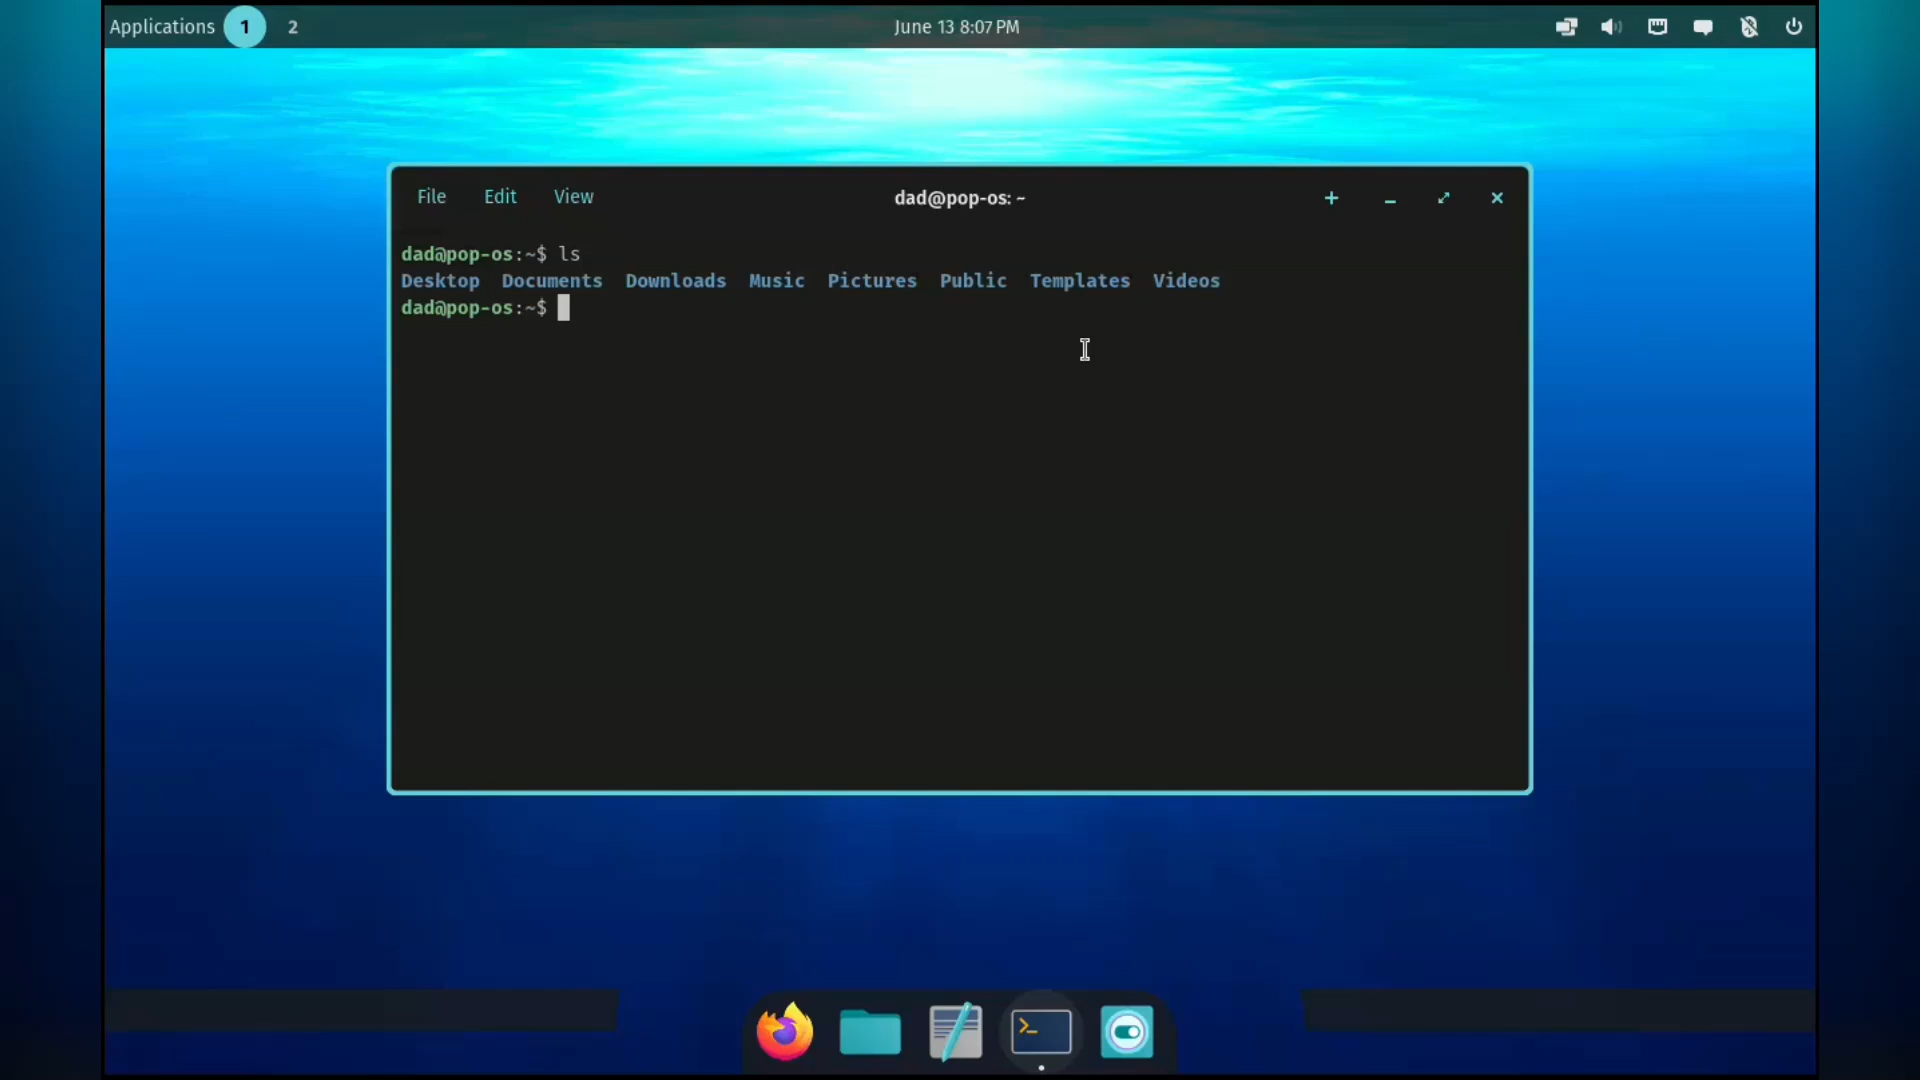 Applications 1 2 June 13 8:07 PM
File Edit View dad@pop-os: ~
dad@pop-os:~$ ls
Desktop Documents Downloads Music Pictures Public Templates Videos
dad@pop-os:~$